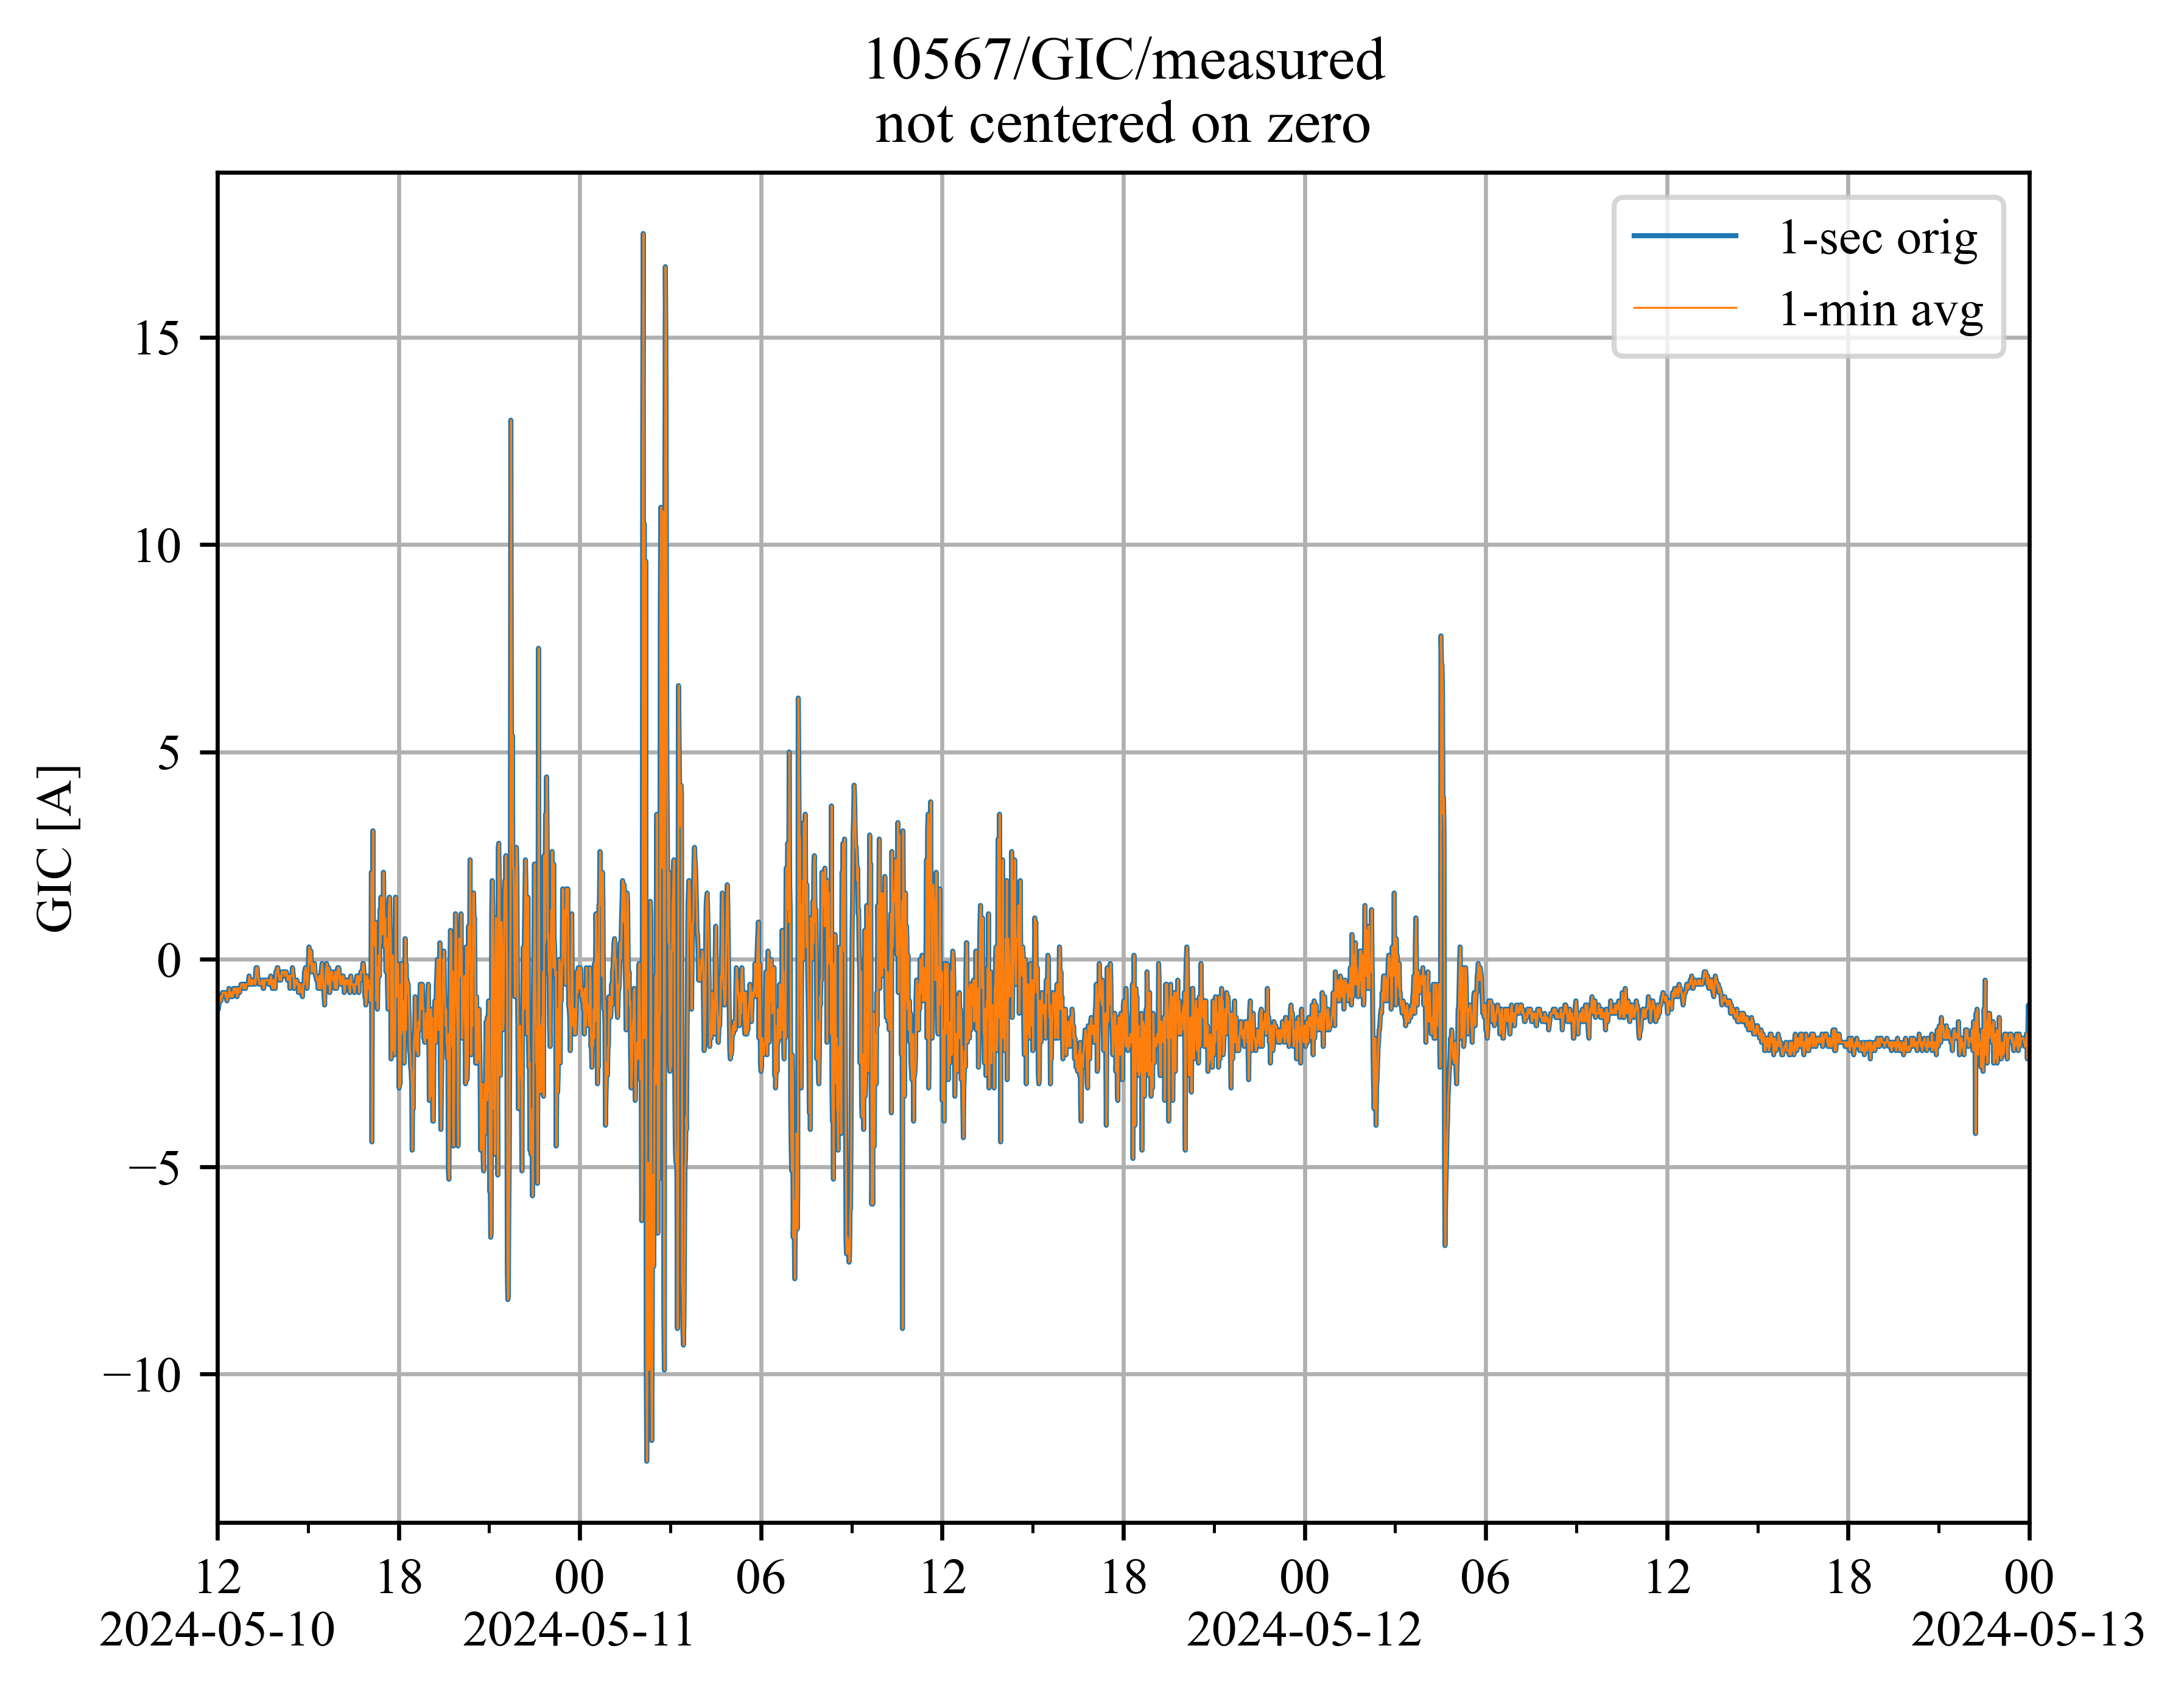 10567/GIC/measured
not centered on zero
1-sec orig
1-min avg
15
10
5
0
−5
−10
GIC [A]
12 18 00 06 12 18 00 06 12 18 00
2024-05-10 2024-05-11 2024-05-12 2024-05-13